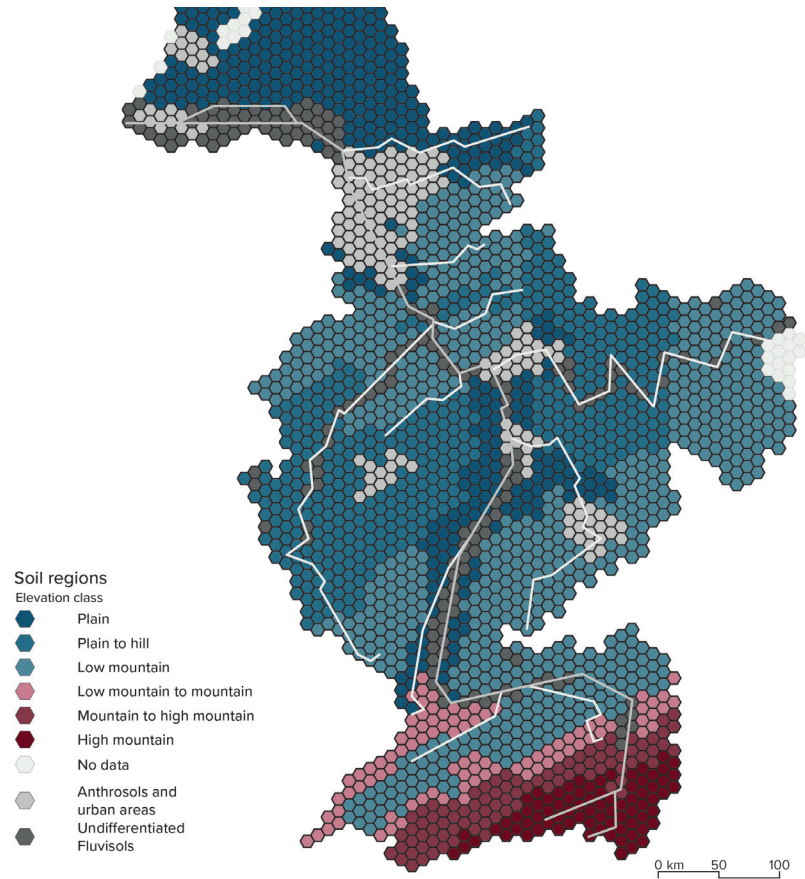 Soil regions
Elevation class
Plain
Plain to hill
Low mountain
Low mountain to mountain
Mountain to high mountain
High mountain
No data
Anthrosols and
urban areas
Undifferentiated
Fluvisols
0 km 50 100